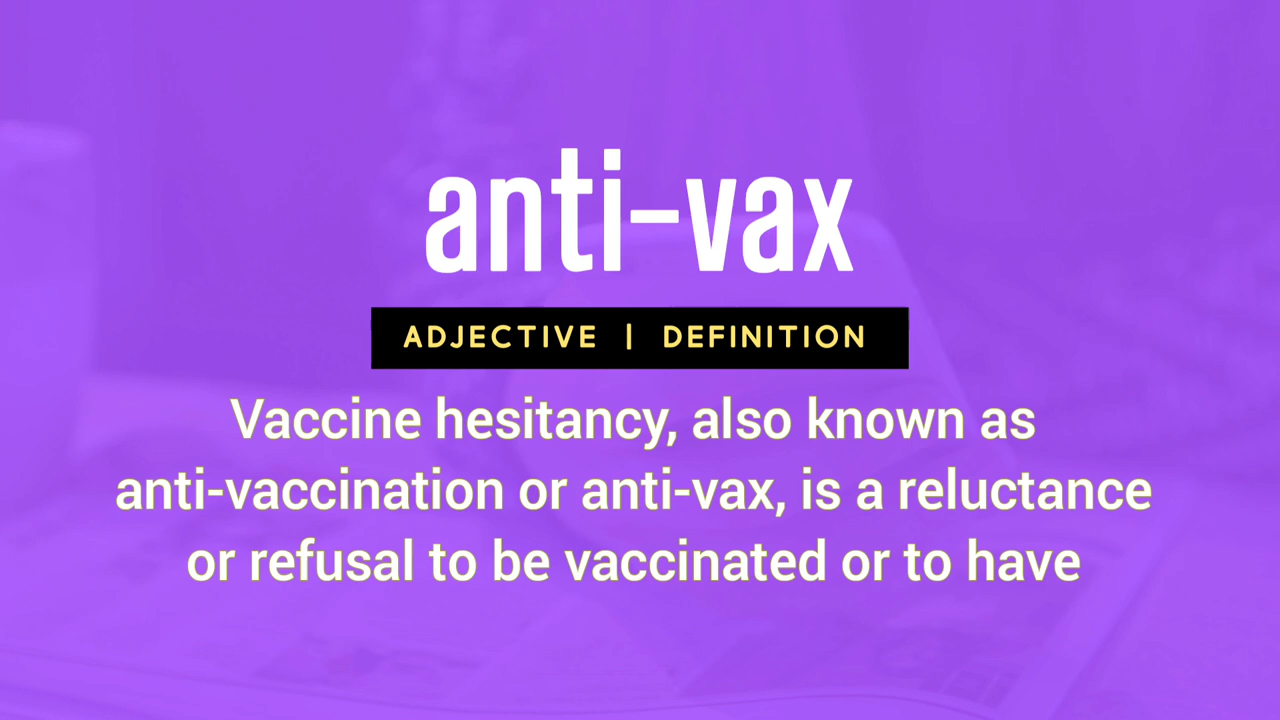 anti-vax
ADJECTIVE | DEFINITION
Vaccine hesitancy, also known as
anti-vaccination or anti-vax, is a reluctance
or refusal to be vaccinated or to have